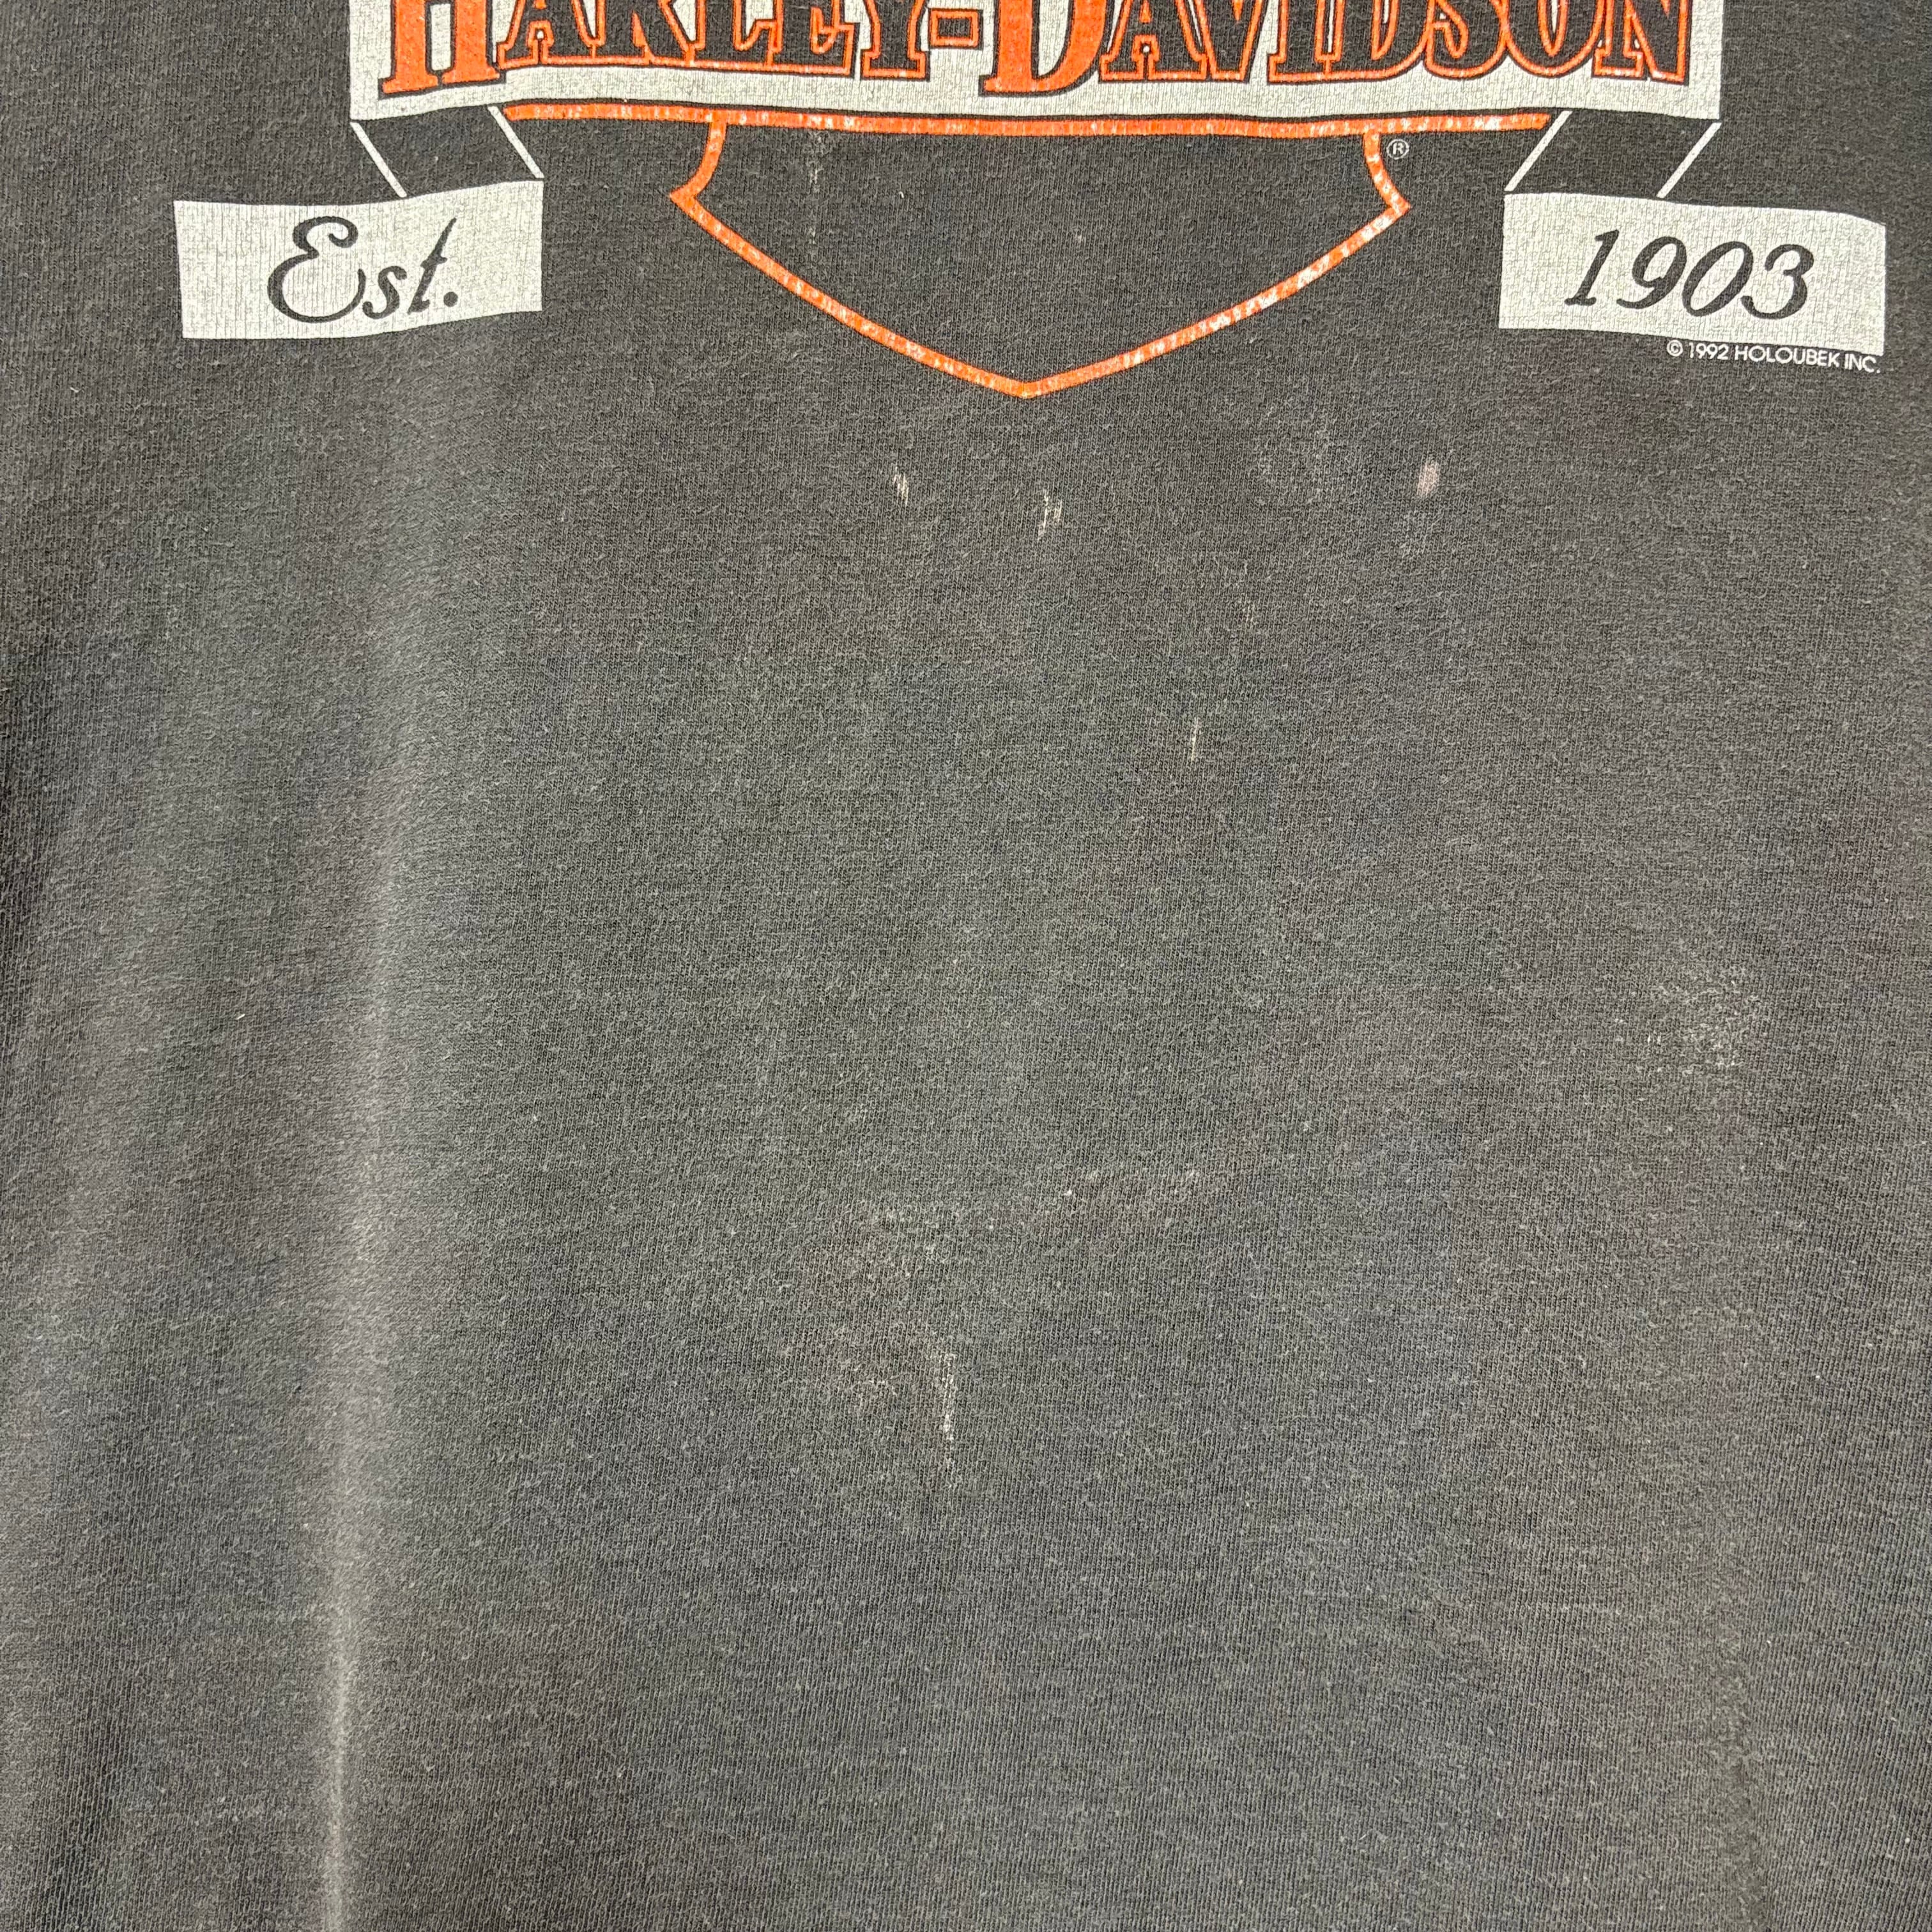 HARLEY-DAVIDSON
®
Est.
1903
© 1992 HOLOUBEK INC.